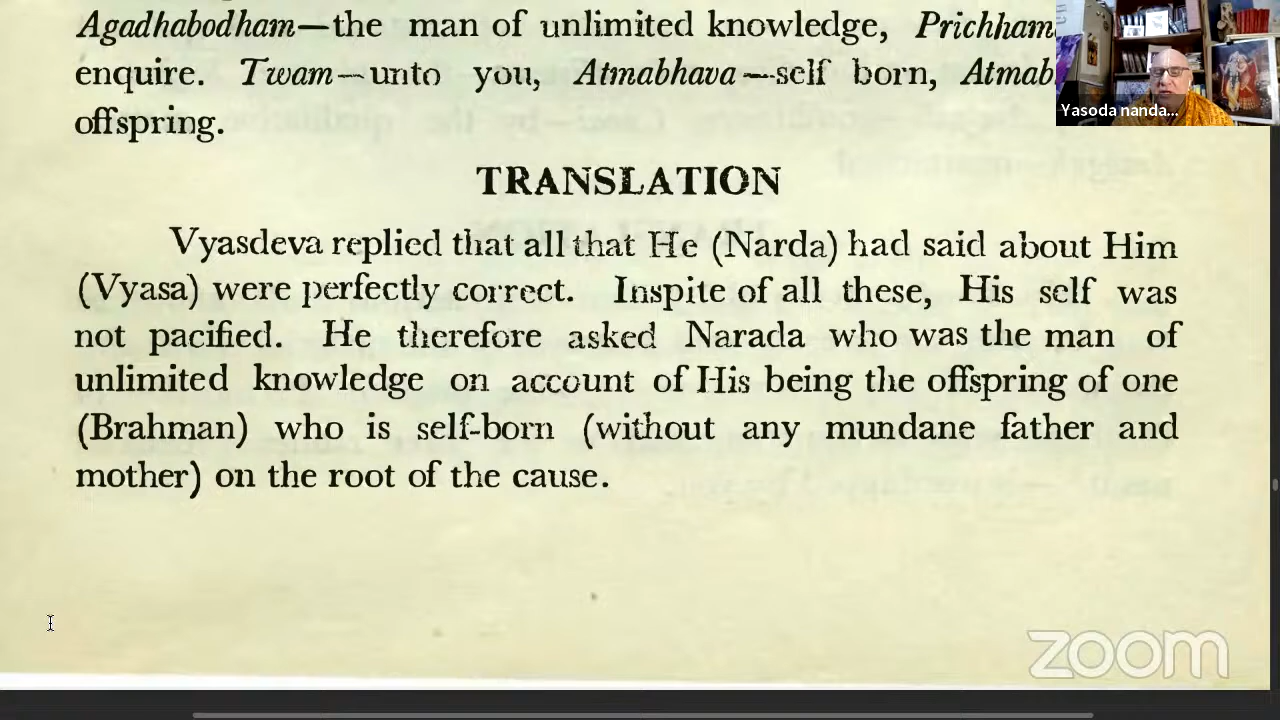 Agadhabodham—the man of unlimited knowledge, Prichham
enquire. Twam—unto you, Atmabhava—self born, Atmab
offspring.
TRANSLATION
Vyasdeva replied that all that He (Narda) had said about Him
(Vyasa) were perfectly correct. Inspite of all these, His self was
not pacified. He therefore asked Narada who was the man of
unlimited knowledge on account of His being the offspring of one
(Brahman) who is self-born (without any mundane father and
mother) on the root of the cause.
Yasoda nanda...
zoom